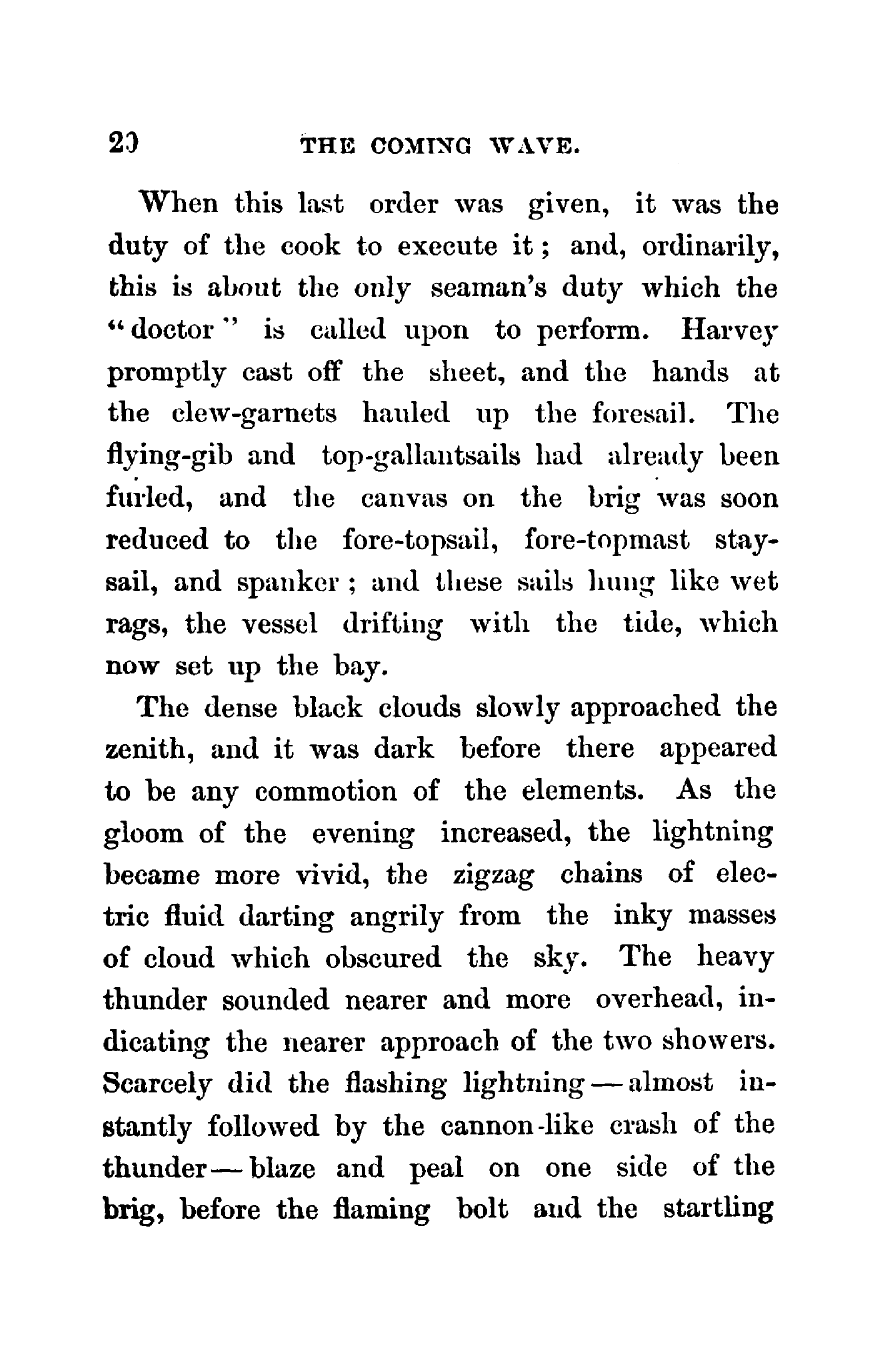 20 THE COMING WAVE.
When this last order was given, it was the
duty of the cook to execute it; and, ordinarily,
this is about the only seaman's duty which the
"doctor" is called upon to perform. Harvey
promptly cast off the sheet, and the hands at
the clew-garnets hauled up the foresail. The
flying-gib and top-gallantsails had already been
furled, and the canvas on the brig was soon
reduced to the fore-topsail, fore-topmast stay-
sail, and spanker; and these sails hung like wet
rags, the vessel drifting with the tide, which
now set up the bay.
The dense black clouds slowly approached the
zenith, and it was dark before there appeared
to be any commotion of the elements. As the
gloom of the evening increased, the lightning
became more vivid, the zigzag chains of elec-
tric fluid darting angrily from the inky masses
of cloud which obscured the sky. The heavy
thunder sounded nearer and more overhead, in-
dicating the nearer approach of the two showers.
Scarcely did the flashing lightning—almost in-
stantly followed by the cannon-like crash of the
thunder—blaze and peal on one side of the
brig, before the flaming bolt and the startling